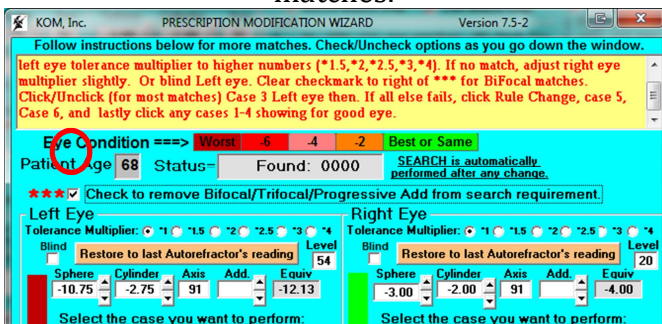 matches.
KOM, Inc. PRESCRIPTION MODIFICATION WIZARD Version 7.5-2
Follow instructions below for more matches. Check/Uncheck options as you go down the window.
left eye tolerance multiplier to higher numbers (*1.5,*2,*2.5,*3,*4). If no match, adjust right eye
multiplier slightly. Or blind Left eye. Clear checkmark to right of *** for BiFocal matches.
Click/Unclick (for most matches) Case 3 Left eye then. If all else fails, click Rule Change, case 5,
Case 6, and lastly click any cases 1-4 showing for good eye.
Eye Condition ===> Worst -6 -4 -2 Best or Same
Patient Age 68 Status= Found: 0000 SEARCH is automatically
performed after any change.
*** Check to remove Bifocal/Trifocal/Progressive Add from search requirement.
Left Eye Right Eye
Tolerance Multiplier: *1 *1.5 *2 *2.5 *3 *4 Tolerance Multiplier: *1 *1.5 *2 *2.5 *3 *4
Blind Restore to last Autorefractor's reading Level Blind Restore to last Autorefractor's reading Level
54 20
Sphere Cylinder Axis Add. Equiv Sphere Cylinder Axis Add. Equiv
-10.75 -2.75 91 -12.13 -3.00 -2.00 91 -4.00
Select the case you want to perform: Select the case you want to perform: